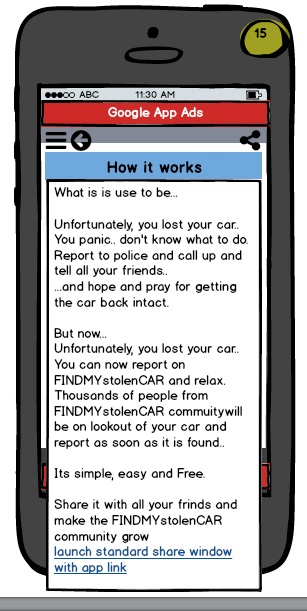 15
ABC 11:30 AM
Google App Ads
How it works
What is is use to be...
Unfortunately, you lost your car..
You panic.. don't know what to do.
Report to police and call up and
tell all your friends..
...and hope and pray for getting
the car back intact.
But now...
Unfortunately, you lost your car..
You can now report on
FINDMYstolenCAR and relax.
Thousands of people from
FINDMYstolenCAR commuitywill
be on lookout of your car and
report as soon as it is found..
Its simple, easy and Free.
Share it with all your frinds and
make the FINDMYstolenCAR
community grow
launch standard share window
with app link